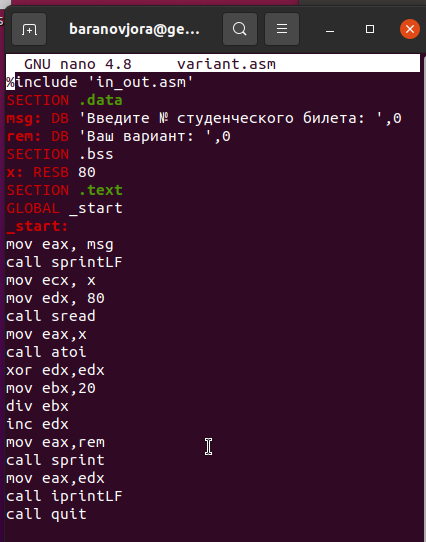 baranovjora@ge...
GNU nano 4.8 variant.asm
%include 'in_out.asm'
SECTION .data
msg: DB 'Введите № студенческого билета: ',0
rem: DB 'Ваш вариант: ',0
SECTION .bss
x: RESB 80
SECTION .text
GLOBAL _start
_start:
mov eax, msg
call sprintLF
mov ecx, x
mov edx, 80
call sread
mov eax,x
call atoi
xor edx,edx
mov ebx,20
div ebx
inc edx
mov eax,rem
call sprint
mov eax,edx
call iprintLF
call quit